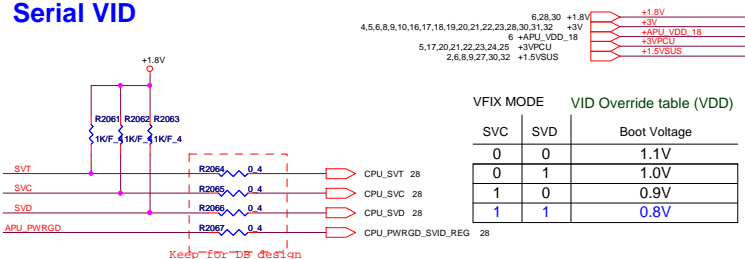 Serial VID
6,28,30 +1.8V +1.8V
4,5,6,8,9,10,16,17,18,19,20,21,22,23,28,30,31,32 +3V +3V
6 +APU_VDD_18 +APU_VDD_18
5,17,20,21,22,23,24,25 +3VPCU +3VPCU
2,6,8,9,27,30,32 +1.5VSUS +1.5VSUS
+1.8V
R2061 R2062 R2063
1K/F_4 1K/F_4 1K/F_4
SVT R2064 0_4 CPU_SVT 28
SVC R2065 0_4 CPU_SVC 28
SVD R2066 0_4 CPU_SVD 28
APU_PWRGD R2067 0_4 CPU_PWRGD_SVID_REG 28
Keep for DB design
VFIX MODE VID Override table (VDD)
SVC SVD Boot Voltage
0 0 1.1V
0 1 1.0V
1 0 0.9V
1 1 0.8V